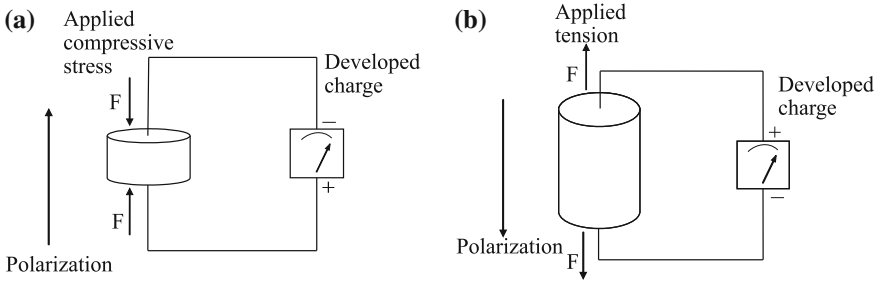 (a)
Applied
compressive
stress
F
Developed
charge
−
+
F
Polarization
(b)
Applied
tension
F
Developed
charge
+
−
Polarization
F